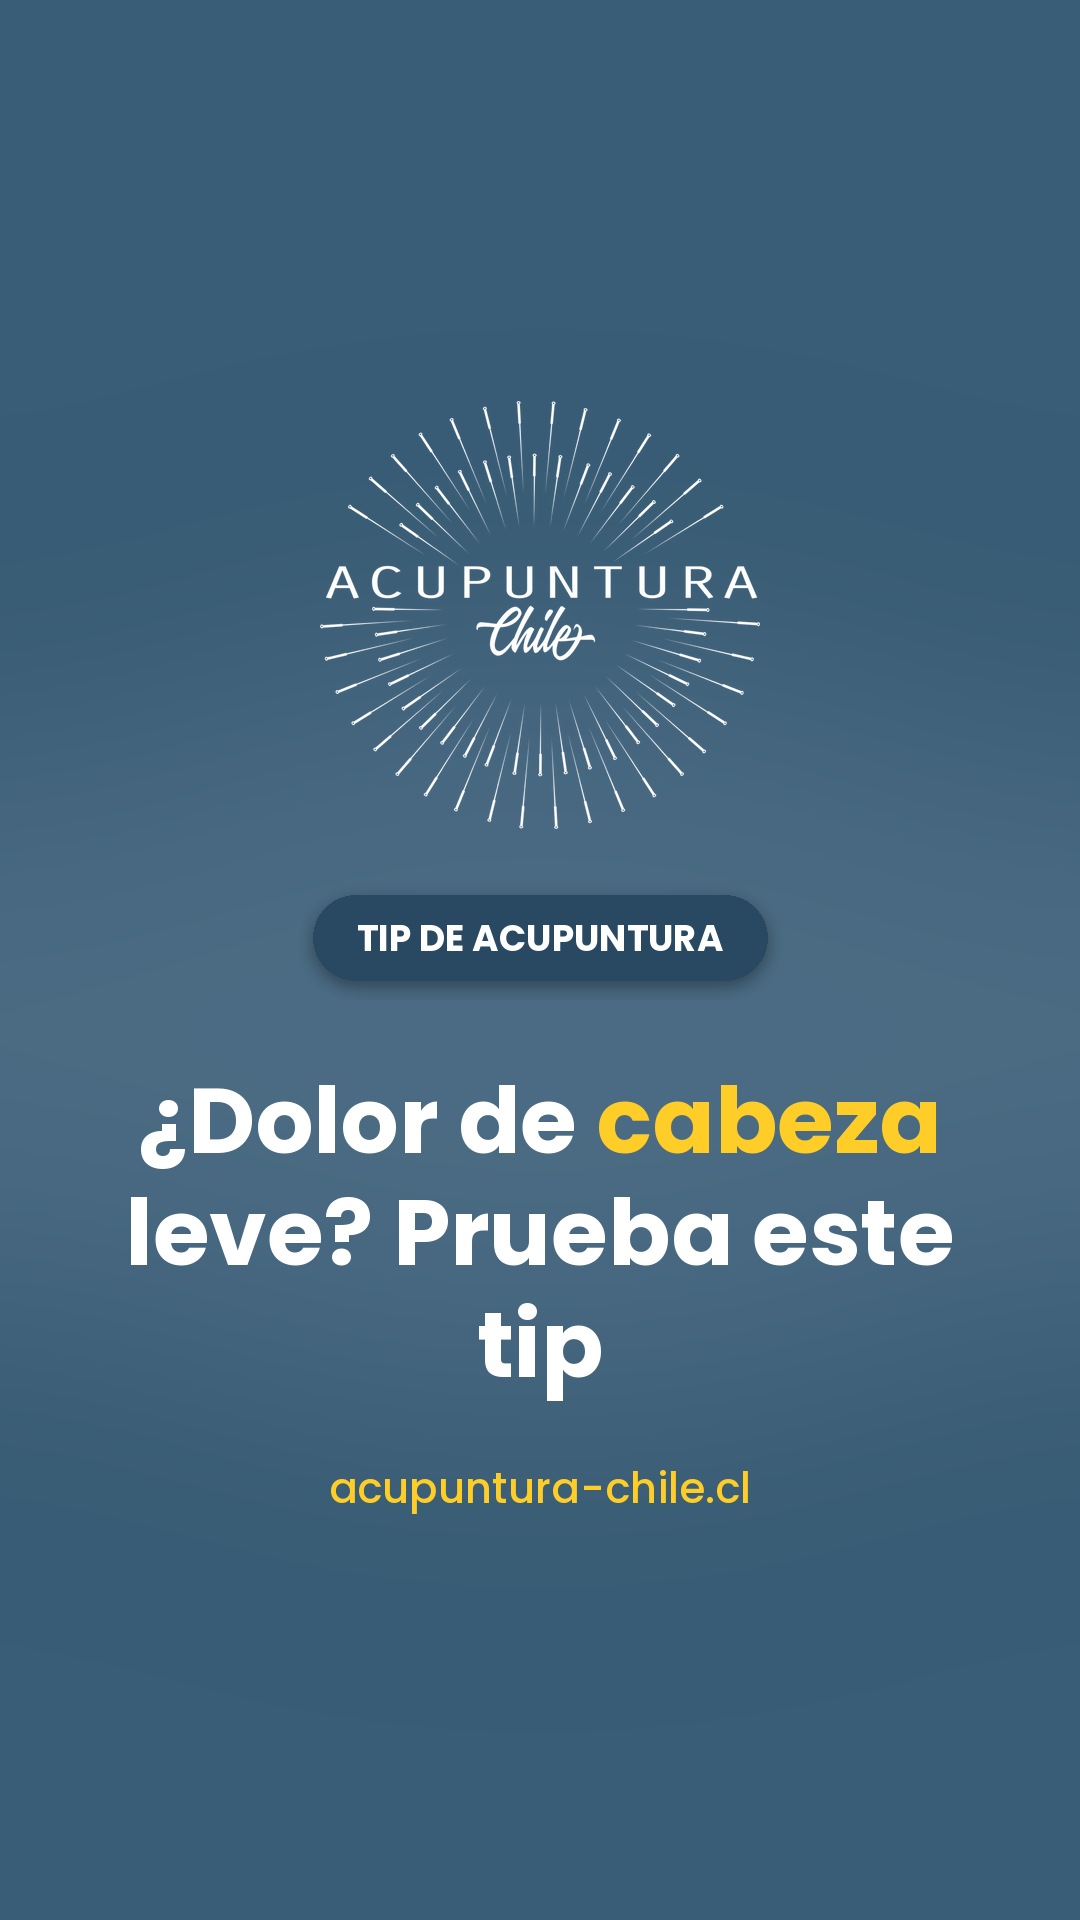 ACUPUNTURA
Chile
TIP DE ACUPUNTURA
¿Dolor de cabeza
leve? Prueba este
tip
acupuntura-chile.cl